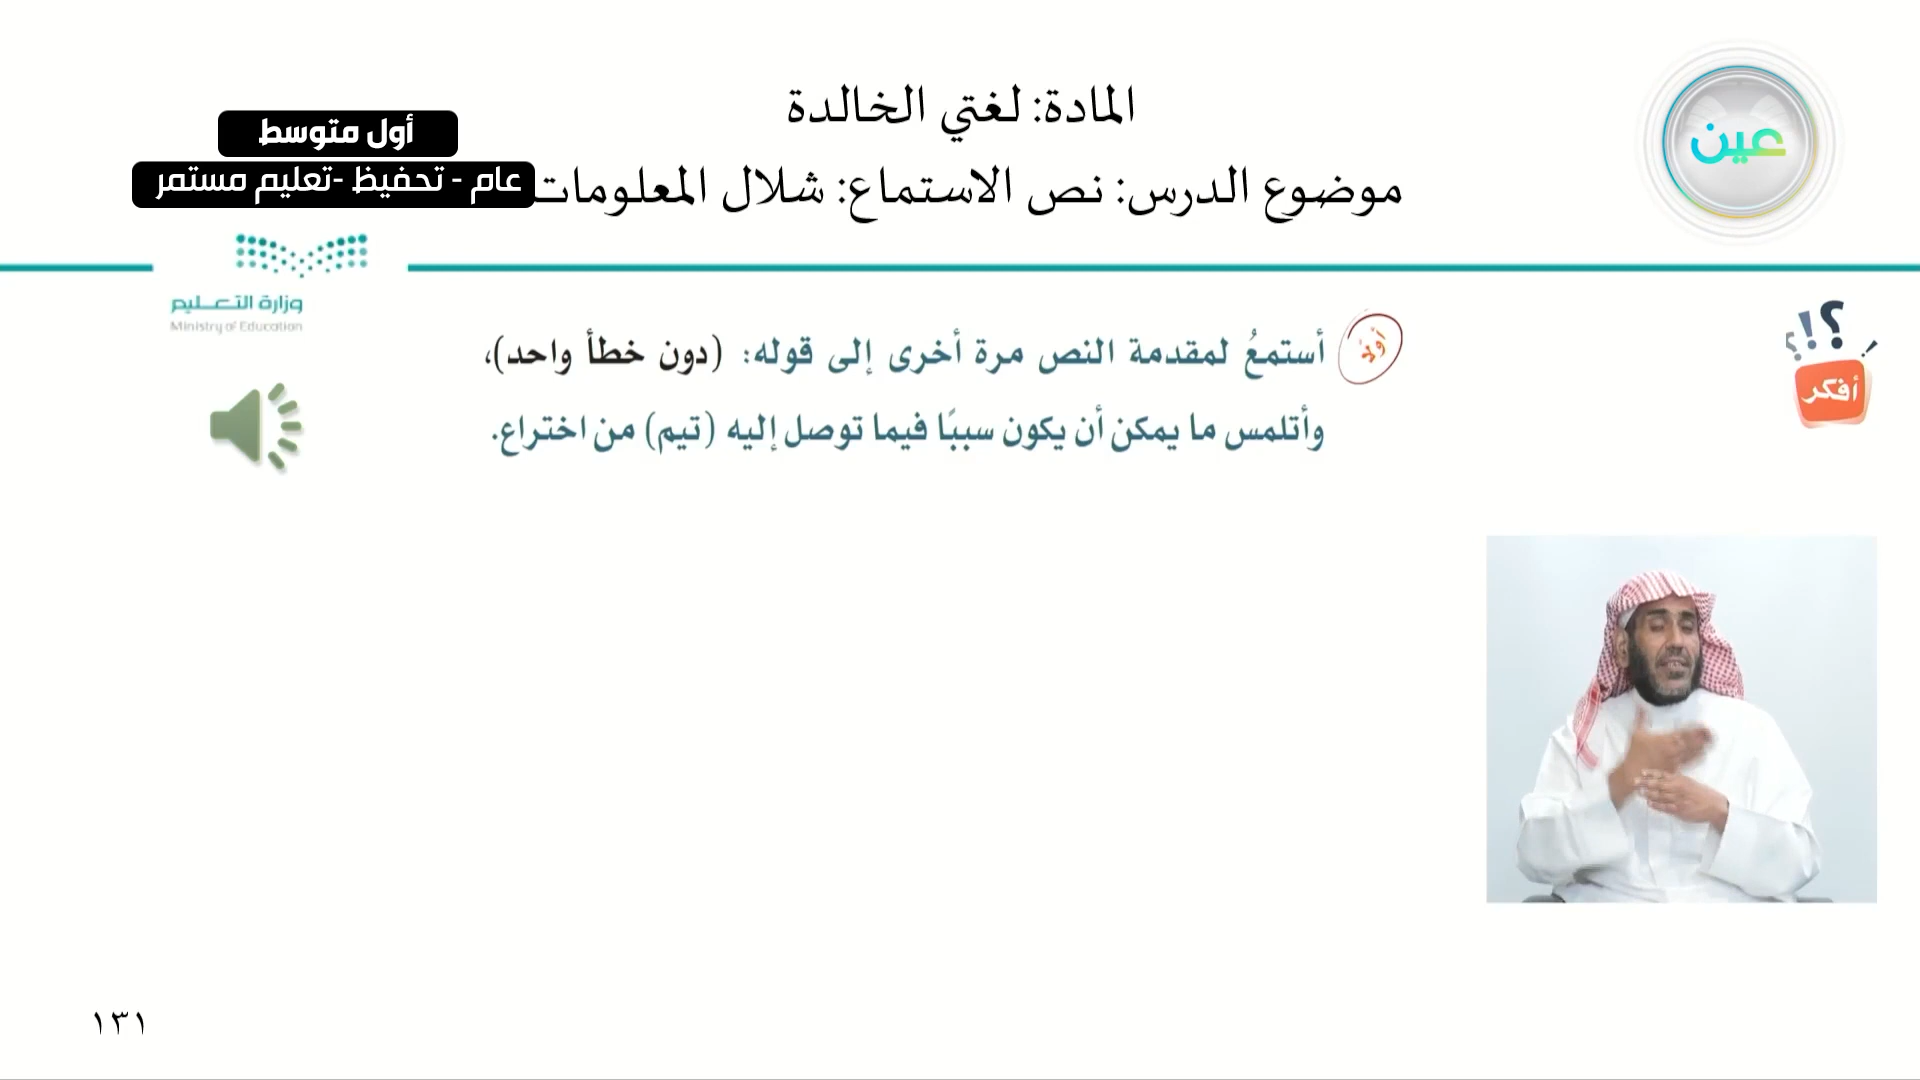 المادة: لغتي الخالدة
موضوع الدرس: نص الاستماع: شلال المعلومات
أول متوسط
عام - تحفيظ -تعليم مستمر
عين
وزارة التعليم
Ministry of Education
أفكر
أولًا
أستمعُ لمقدمة النص مرة أخرى إلى قوله: (دون خطأ واحد)،
وأتلمس ما يمكن أن يكون سببًا فيما توصل إليه (تيم) من اختراع.
١٣١